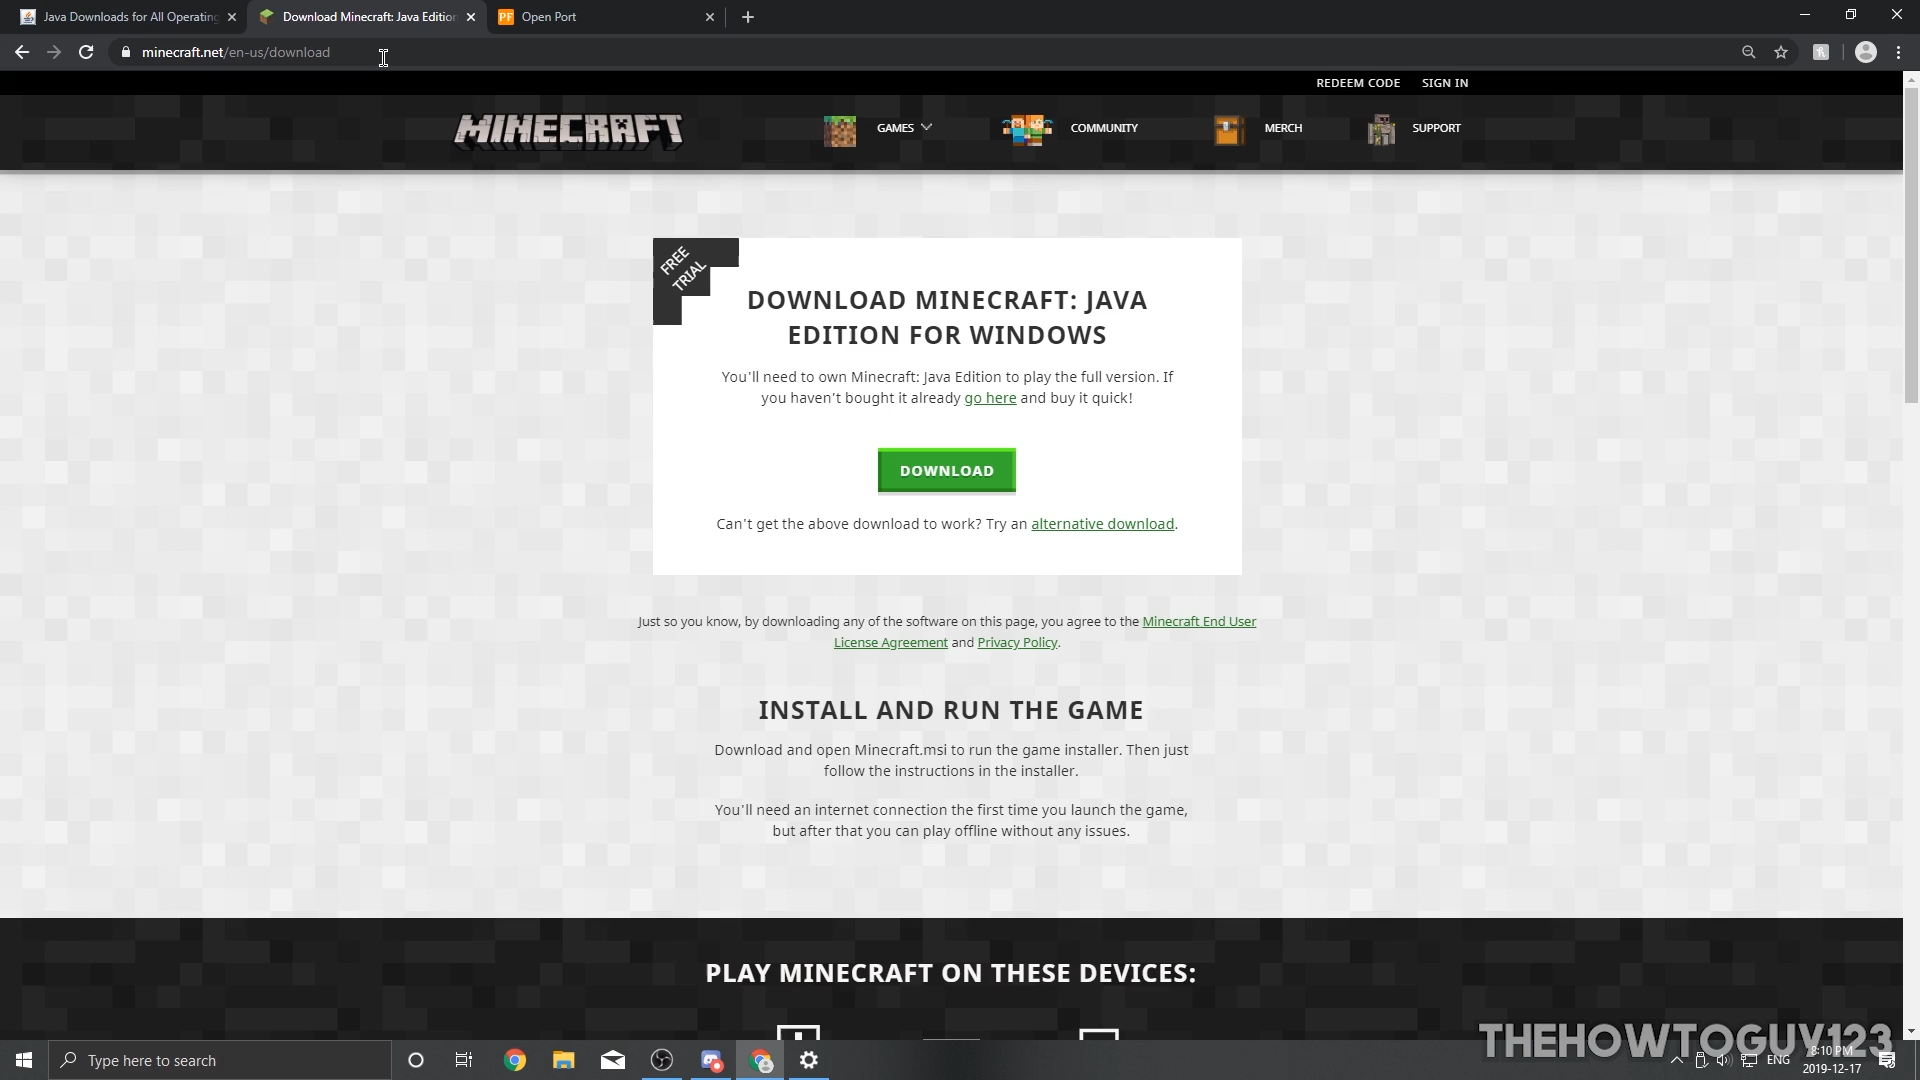 Java Downloads for All Operating
Download Minecraft: Java Edition
PF Open Port
minecraft.net/en-us/download
REDEEM CODE SIGN IN
MINECRAFT
GAMES
COMMUNITY
MERCH
SUPPORT
FREE
TRIAL
DOWNLOAD MINECRAFT: JAVA
EDITION FOR WINDOWS
You'll need to own Minecraft: Java Edition to play the full version. If
you haven’t bought it already go here and buy it quick!
DOWNLOAD
Can't get the above download to work? Try an alternative download.
Just so you know, by downloading any of the software on this page, you agree to the Minecraft End User
License Agreement and Privacy Policy.
INSTALL AND RUN THE GAME
Download and open Minecraft.msi to run the game installer. Then just
follow the instructions in the installer.
You'll need an internet connection the first time you launch the game,
but after that you can play offline without any issues.
PLAY MINECRAFT ON THESE DEVICES:
THEHOWTOGUY123
Type here to search
ENG
8:10 PM
2019-12-17